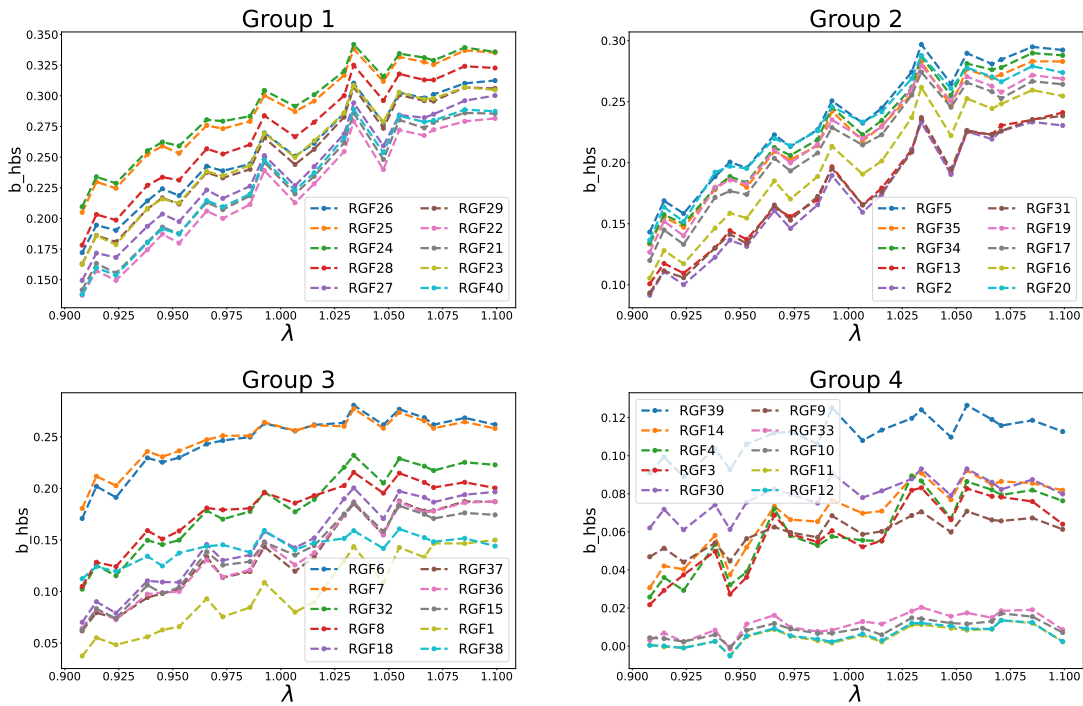 Group 1
b_hbs
0.350
0.325
0.300
0.275
0.250
0.225
0.200
0.175
0.150
0.900 0.925 0.950 0.975 1.000 1.025 1.050 1.075 1.100
λ
RGF26 RGF29
RGF25 RGF22
RGF24 RGF21
RGF28 RGF23
RGF27 RGF40
Group 2
b_hbs
0.30
0.25
0.20
0.15
0.10
0.900 0.925 0.950 0.975 1.000 1.025 1.050 1.075 1.100
λ
RGF5 RGF31
RGF35 RGF19
RGF34 RGF17
RGF13 RGF16
RGF2 RGF20
Group 3
b_hbs
0.25
0.20
0.15
0.10
0.05
0.900 0.925 0.950 0.975 1.000 1.025 1.050 1.075 1.100
λ
RGF6 RGF37
RGF7 RGF36
RGF32 RGF15
RGF8 RGF1
RGF18 RGF38
Group 4
b_hbs
0.12
0.10
0.08
0.06
0.04
0.02
0.00
0.900 0.925 0.950 0.975 1.000 1.025 1.050 1.075 1.100
λ
RGF39 RGF9
RGF14 RGF33
RGF4 RGF10
RGF3 RGF11
RGF30 RGF12